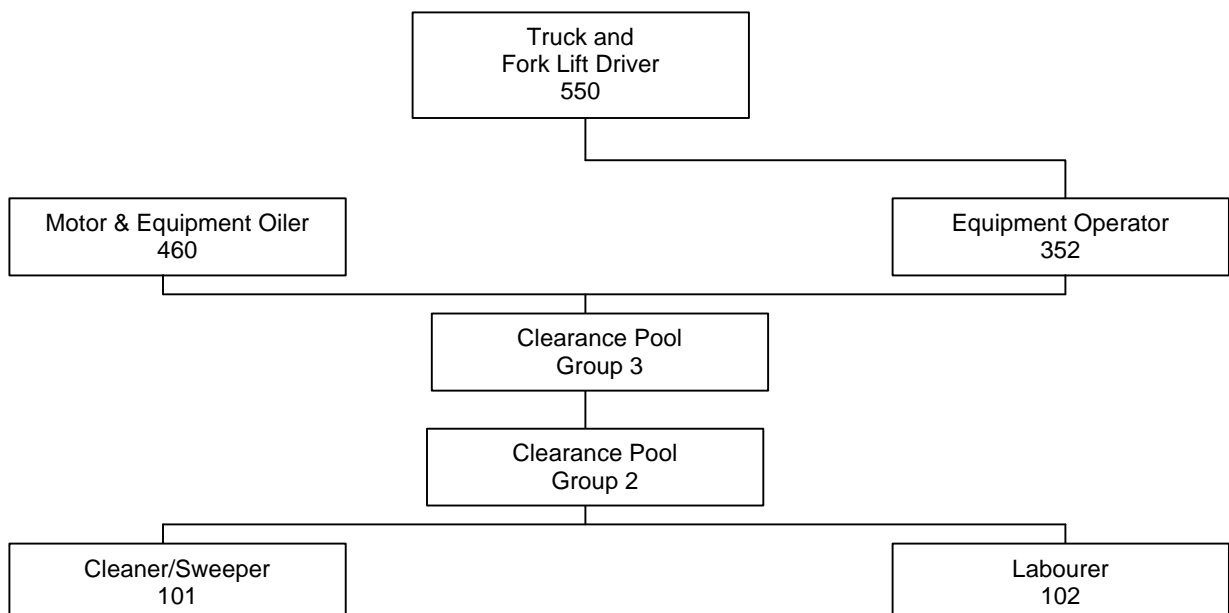 Truck and
Fork Lift Driver
550
Motor & Equipment Oiler
460
Equipment Operator
352
Clearance Pool
Group 3
Clearance Pool
Group 2
Cleaner/Sweeper
101
Labourer
102